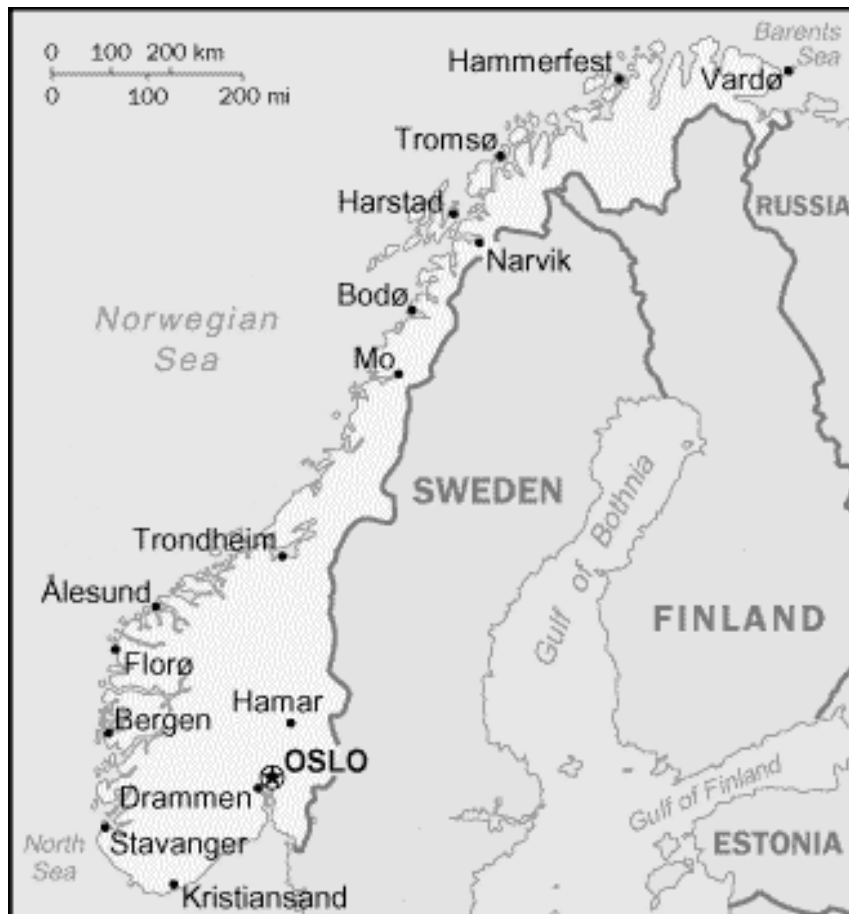 0 100 200 km
0 100 200 mi
Barents
Sea
Hammerfest
Vardø
Tromsø
Harstad
RUSSIA
Narvik
Bodø
Norwegian
Sea
Mo
SWEDEN
Gulf of Bothnia
Trondheim
Ålesund
FINLAND
Florø
Hamar
Bergen
OSLO
Drammen
Gulf of Finland
North
Sea
Stavanger
ESTONIA
Kristiansand